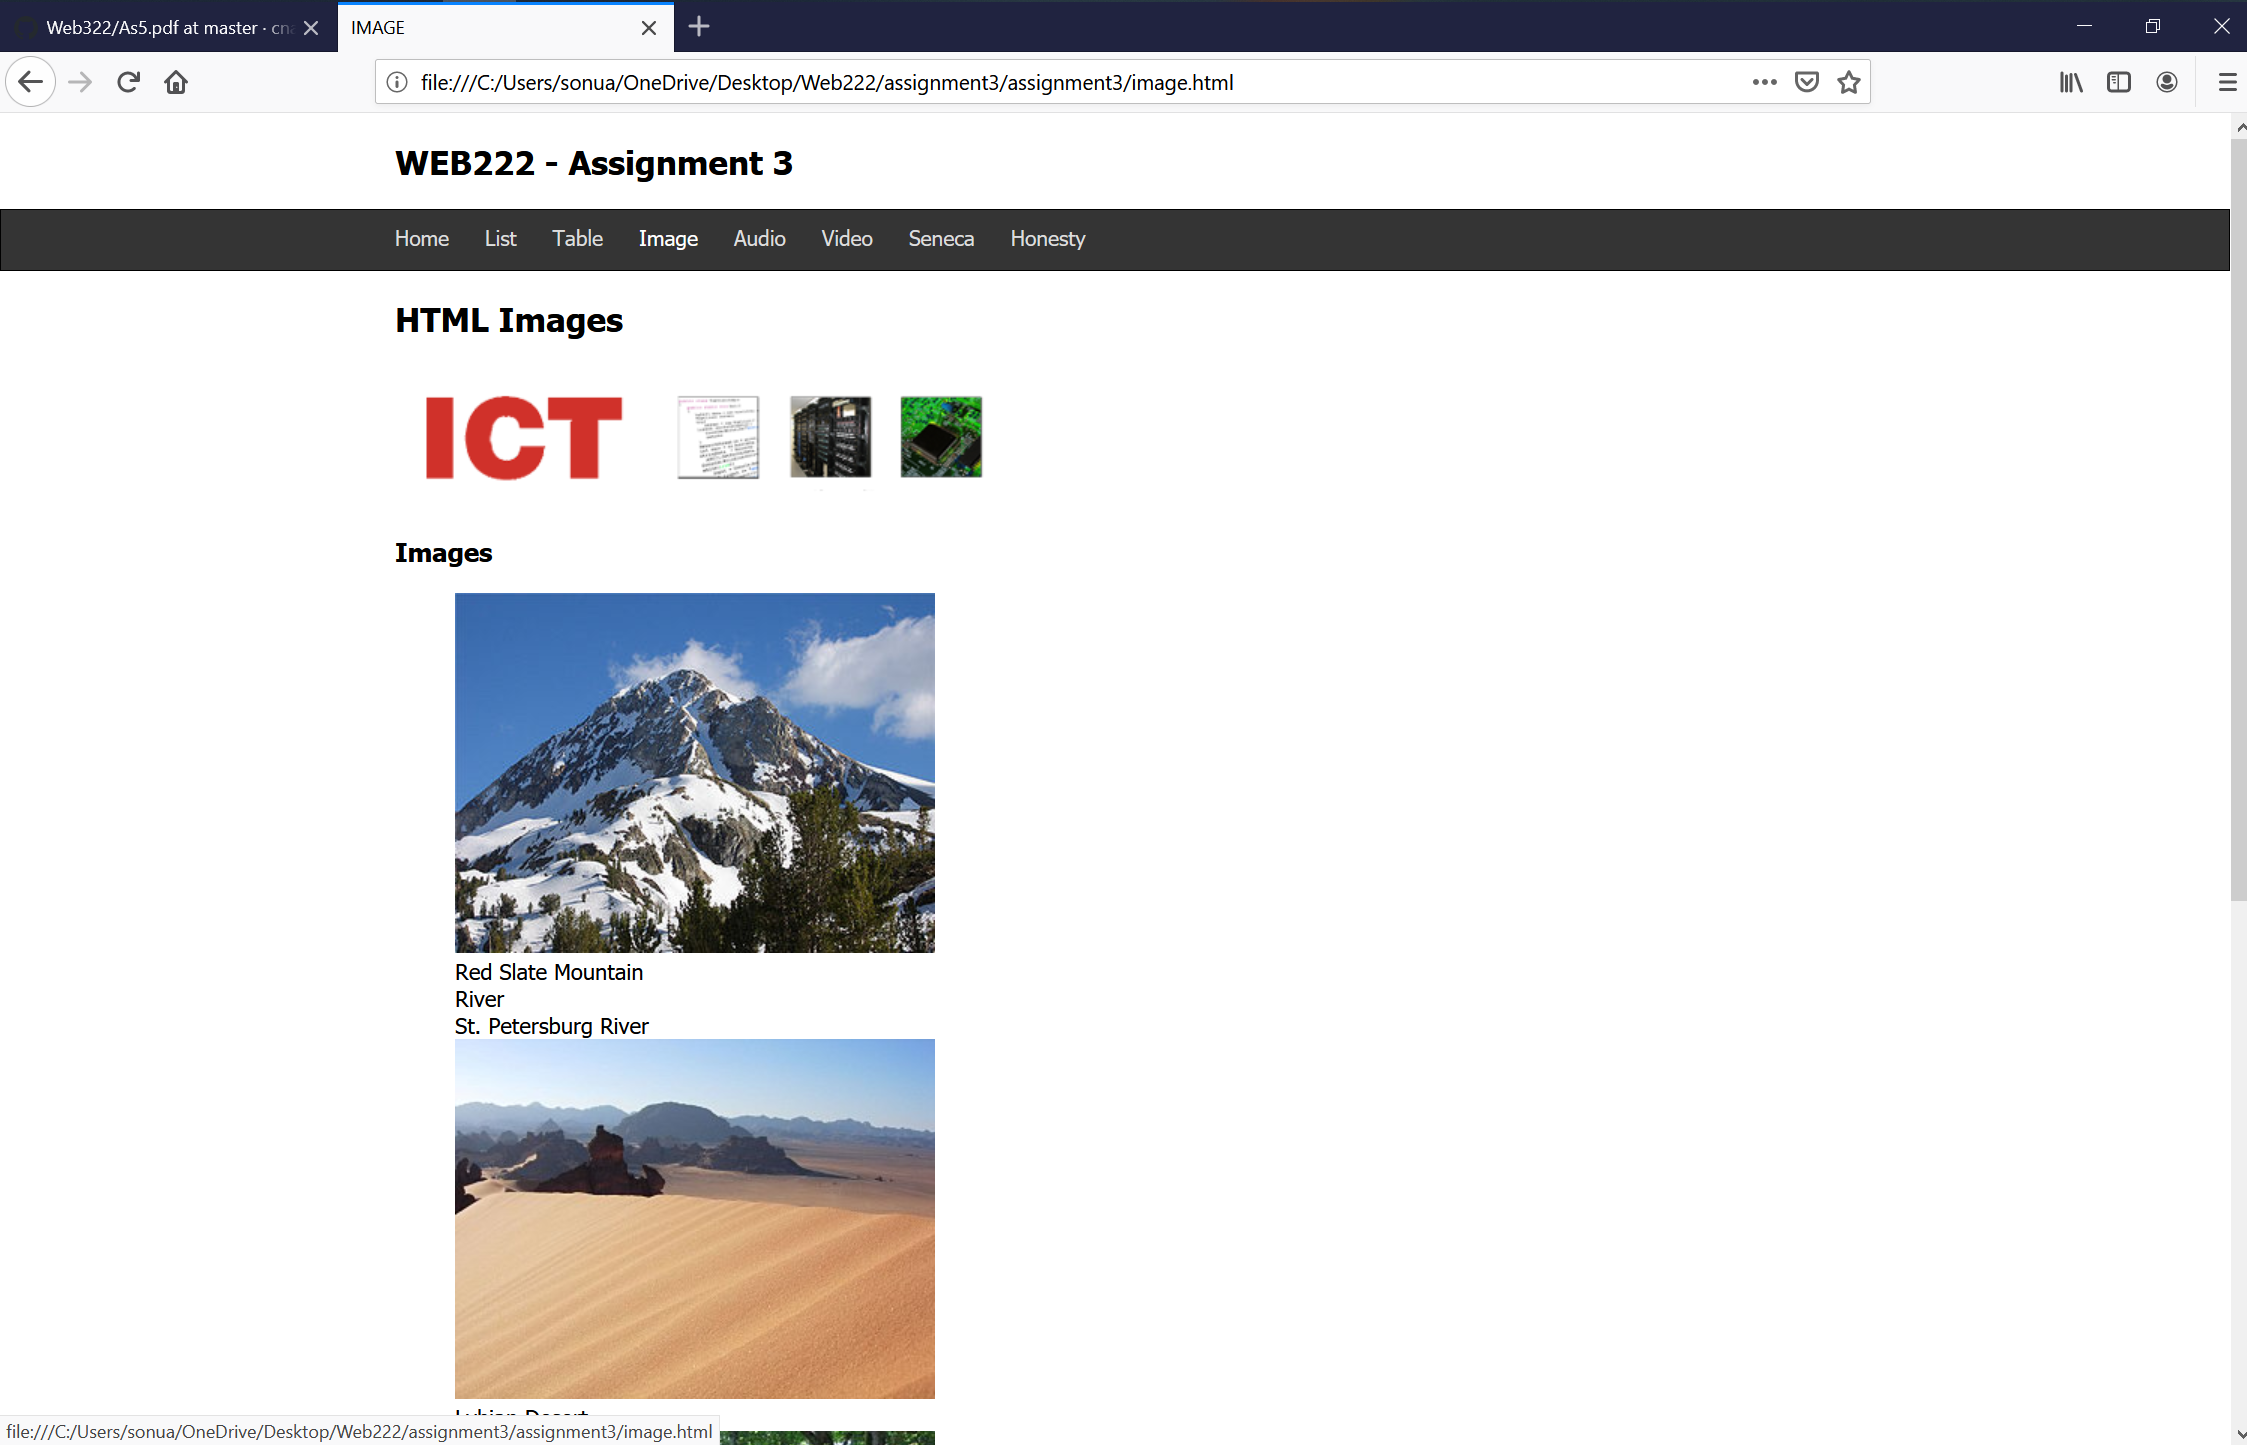 Web322/As5.pdf at master · cna
IMAGE
file:///C:/Users/sonua/OneDrive/Desktop/Web222/assignment3/assignment3/image.html
WEB222 - Assignment 3
Home List Table Image Audio Video Seneca Honesty
HTML Images
ICT
Images
Red Slate Mountain
River
St. Petersburg River
file:///C:/Users/sonua/OneDrive/Desktop/Web222/assignment3/assignment3/image.html